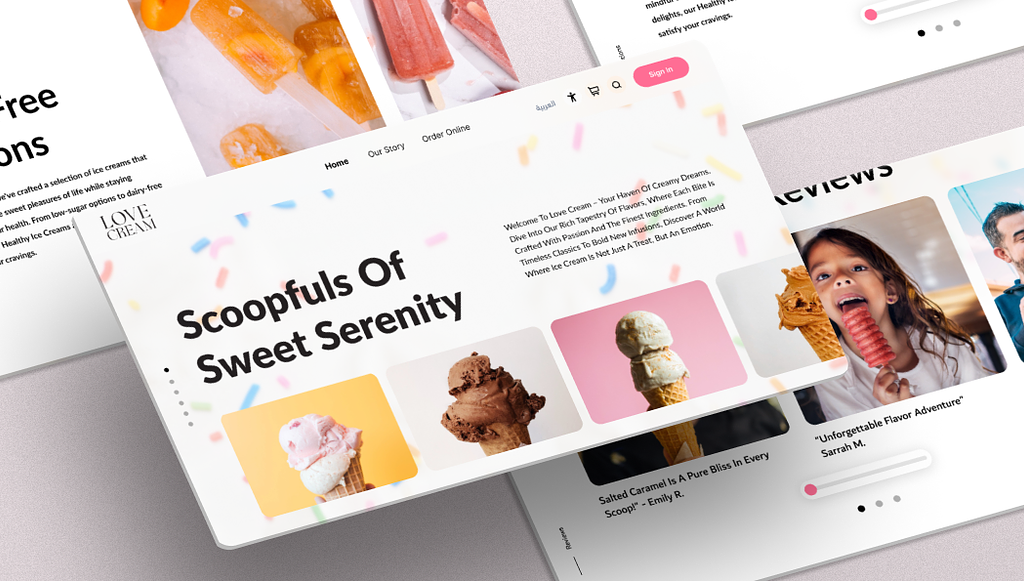 Free
ons
we've crafted a selection of ice creams that
e sweet pleasures of life while staying
ur health. From low-sugar options to dairy-free
Healthy Ice Creams
r cravings.
mindful
delights, our Healthy Ic
satisfy your cravings.
LOVE
CREAM
Home
Our Story
Order Online
العربية
Sign In
Scoopfuls Of
Sweet Serenity
Welcome To Love Cream – Your Haven Of Creamy Dreams.
Dive Into Our Rich Tapestry Of Flavors, Where Each Bite Is
Crafted With Passion And The Finest Ingredients. From
Timeless Classics To Bold New Infusions, Discover A World
Where Ice Cream Is Not Just A Treat, But An Emotion.
Reviews
Salted Caramel Is A Pure Bliss In Every
Scoop!" - Emily R.
"Unforgettable Flavor Adventure"
Sarrah M.
Reviews